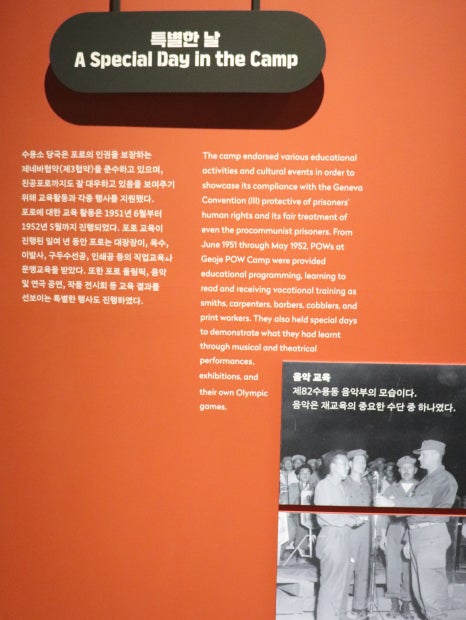 특별한 날
A Special Day in the Camp
수용소 당국은 포로의 인권을 보장하는
제네바협약(제3협약)을 준수하고 있으며,
친공포로까지도 잘 대우하고 있음을 보여주기
위해 교육활동과 각종 행사를 지원했다.
포로에 대한 교육 활동은 1951년 6월부터
1952년 5월까지 진행되었다. 포로 교육이
진행된 일여 년 동안 포로는 대장장이, 목수,
이발사, 구두수선공, 인쇄공 등의 직업교육과
문맹교육을 받았다. 또한 포로 올림픽, 음악
및 연극 공연, 작품 전시회 등 교육 결과를
선보이는 특별한 행사도 진행하였다.
The camp endorsed various educational
activities and cultural events in order to
showcase its compliance with the Geneva
Convention (III) protective of prisoners'
human rights and its fair treatment of
even the procommunist prisoners. From
June 1951 through May 1952, POWs at
Geoje POW Camp were provided
educational programming, learning to
read and receiving vocational training as
smiths, carpenters, barbers, cobblers, and
print workers. They also held special days
to demonstrate what they had learnt
through musical and theatrical
performances,
exhibitions, and
their own Olympic
games.
음악 교육
제82수용동 음악부의 모습이다.
음악은 재교육의 중요한 수단 중 하나였다.